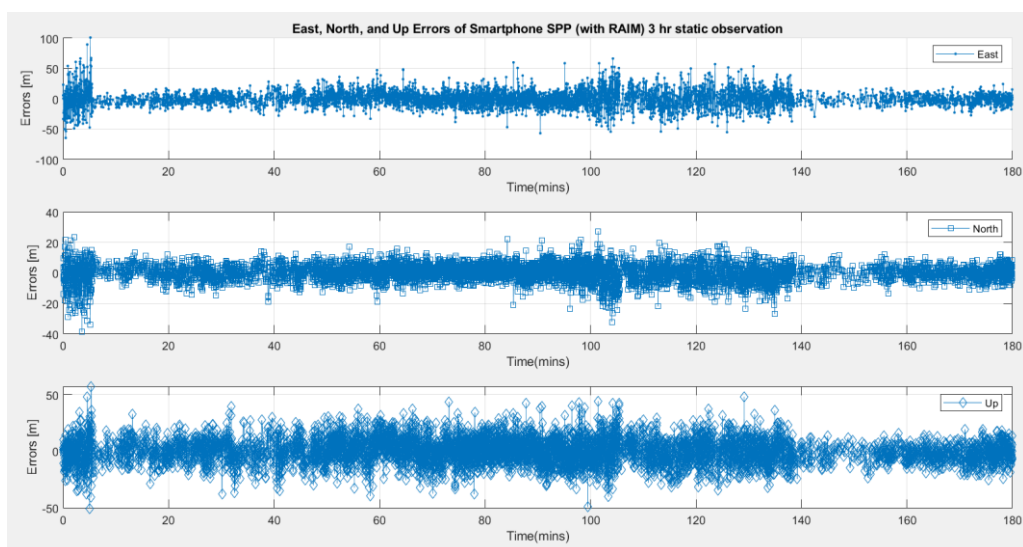 East, North, and Up Errors of Smartphone SPP (with RAIM) 3 hr static observation
100
50
0
-50
-100
Errors [m]
East
0 20 40 60 80 100 120 140 160 180
Time(mins)
40
20
0
-20
-40
Errors [m]
North
0 20 40 60 80 100 120 140 160 180
Time(mins)
50
0
-50
Errors [m]
Up
0 20 40 60 80 100 120 140 160 180
Time(mins)